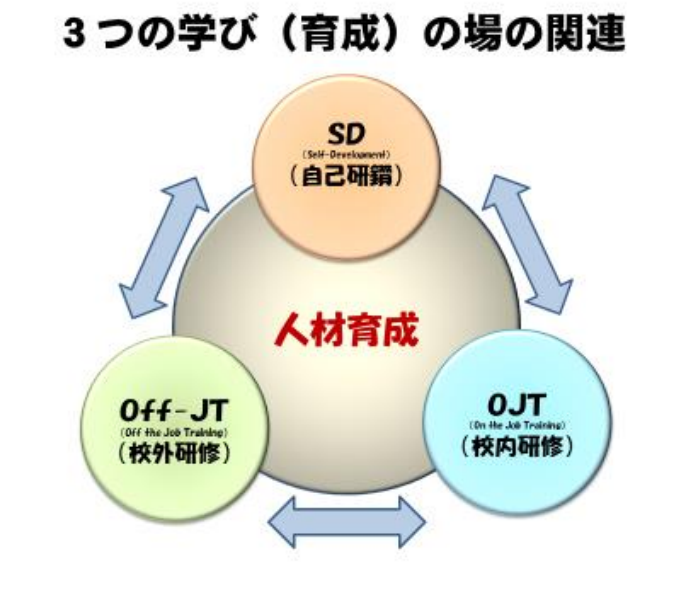 3つの学び（育成）の場の関連
SD
(Self-Development)
（自己研鑽）
人材育成
Off-JT
(Off the Job Training)
（校外研修）
OJT
(On the Job Training)
（校内研修）